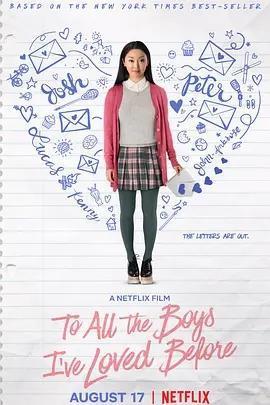 BASED ON THE NEW YORK TIMES BEST-SELLER
Josh
Peter
Lucas
Kenny
John Ambrose
THE LETTERS ARE OUT.
A NETFLIX FILM
To All the Boys
I've Loved Before
AUGUST 17 | NETFLIX